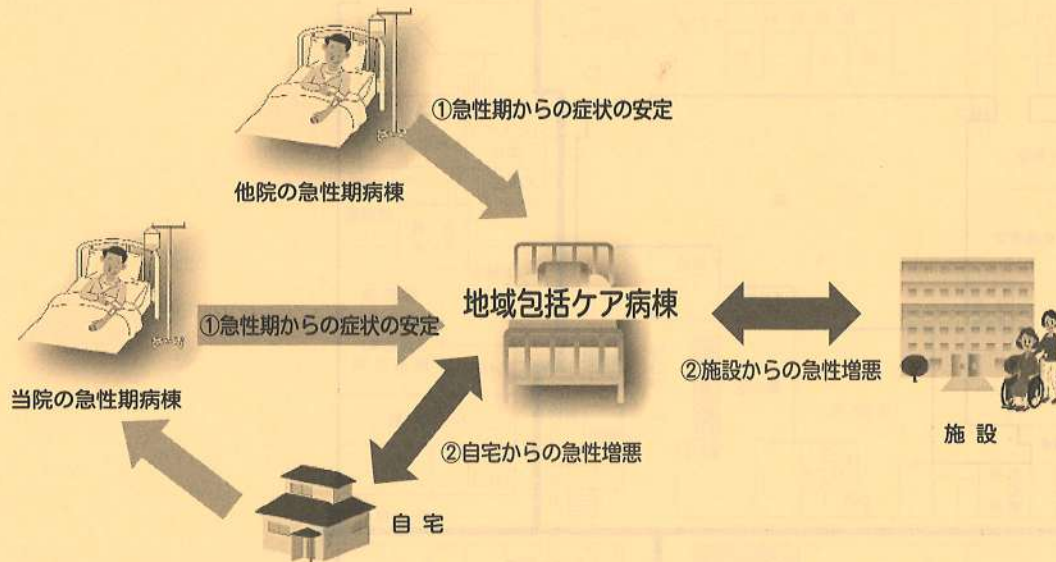 ①急性期からの症状の安定
他院の急性期病棟
地域包括ケア病棟
①急性期からの症状の安定
②施設からの急性増悪
当院の急性期病棟
施設
②自宅からの急性増悪
自宅